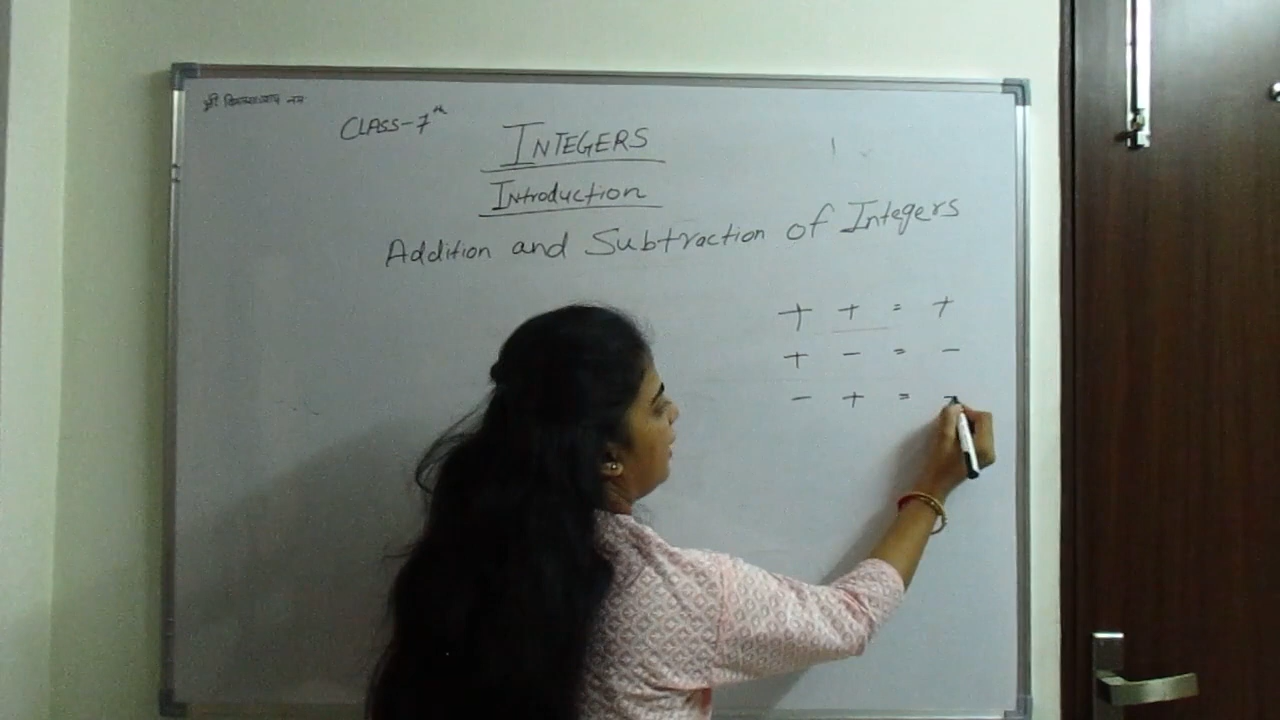 CLASS-7th
INTEGERS
Introduction
Addition and Subtraction of Integers
+ + = +
+ - = -
- + = -